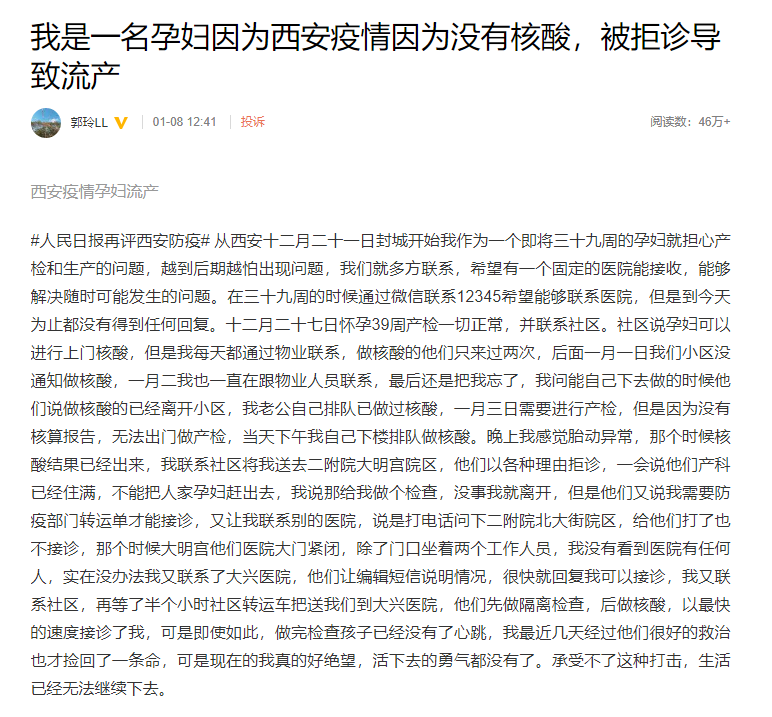 我是一名孕妇因为西安疫情因为没有核酸，被拒诊导
致流产
郭玲LL
01-08 12:41
投诉
阅读数：46万+
西安疫情孕妇流产
#人民日报再评西安防疫# 从西安十二月二十一日封城开始我作为一个即将三十九周的孕妇就担心产
检和生产的问题，越到后期越怕出现问题，我们就多方联系，希望有一个固定的医院能接收，能够
解决随时可能发生的问题。在三十九周的时候通过微信联系12345希望能够联系医院，但是到今天
为止都没有得到任何回复。十二月二十七日怀孕39周产检一切正常，并联系社区。社区说孕妇可以
进行上门核酸，但是我每天都通过物业联系，做核酸的他们只来过两次，后面一月一日我们小区没
通知做核酸，一月二我也一直在跟物业人员联系，最后还是把我忘了，我问能自己下去做的时候他
们说做核酸的已经离开小区，我老公自己排队已做过核酸，一月三日需要进行产检，但是因为没有
核算报告，无法出门做产检，当天下午我自己下楼排队做核酸。晚上我感觉胎动异常，那个时候核
酸结果已经出来，我联系社区将我送去二附院大明宫院区，他们以各种理由拒诊，一会说他们产科
已经住满，不能把人家孕妇赶出去，我说那给我做个检查，没事我就离开，但是他们又说我需要防
疫部门转运单才能接诊，又让我联系别的医院，说是打电话问下二附院北大街院区，给他们打了也
不接诊，那个时候大明宫他们医院大门紧闭，除了门口坐着两个工作人员，我没有看到医院有任何
人，实在没办法我又联系了大兴医院，他们让编辑短信说明情况，很快就回复我可以接诊，我又联
系社区，再等了半个小时社区转运车把送我们到大兴医院，他们先做隔离检查，后做核酸，以最快
的速度接诊了我，可是即使如此，做完检查孩子已经没有了心跳，我最近几天经过他们很好的救治
也才捡回了一条命，可是现在的我真的好绝望，活下去的勇气都没有了。承受不了这种打击，生活
已经无法继续下去。